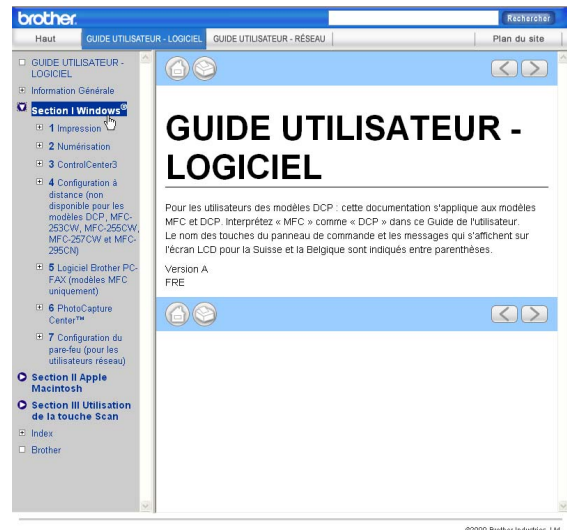 brother.
Rechercher
Haut
GUIDE UTILISATEUR - LOGICIEL
GUIDE UTILISATEUR - RÉSEAU
Plan du site
GUIDE UTILISATEUR -
LOGICIEL
Information Générale
Section I Windows®
1 Impression
2 Numérisation
3 ControlCenter3
4 Configuration à
distance (non
disponible pour les
modèles DCP, MFC-
253CW, MFC-255CW,
MFC-257CW et MFC-
295CN)
5 Logiciel Brother PC-
FAX (modèles MFC
uniquement)
6 PhotoCapture
Center™
7 Configuration du
pare-feu (pour les
utilisateurs réseau)
Section II Apple
Macintosh
Section III Utilisation
de la touche Scan
Index
Brother
GUIDE UTILISATEUR -
LOGICIEL
Pour les utilisateurs des modèles DCP : cette documentation s'applique aux modèles
MFC et DCP. Interprétez « MFC » comme « DCP » dans ce Guide de l'utilisateur.
Le nom des touches du panneau de commande et les messages qui s'affichent sur
l'écran LCD pour la Suisse et la Belgique sont indiqués entre parenthèses.
Version A
FRE
Brother Industries, Ltd.